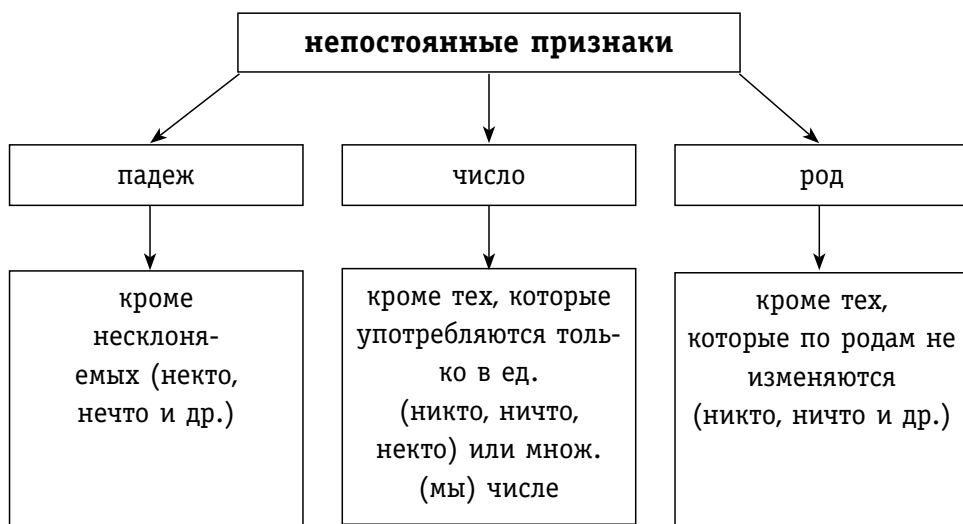 непостоянные признаки
падеж
число
род
кроме
несклоня-
емых (некто,
нечто и др.)
кроме тех, которые
употребляются толь-
ко в ед.
(никто, ничто,
некто) или множ.
(мы) числе
кроме тех,
которые по родам не
изменяются
(никто, ничто и др.)